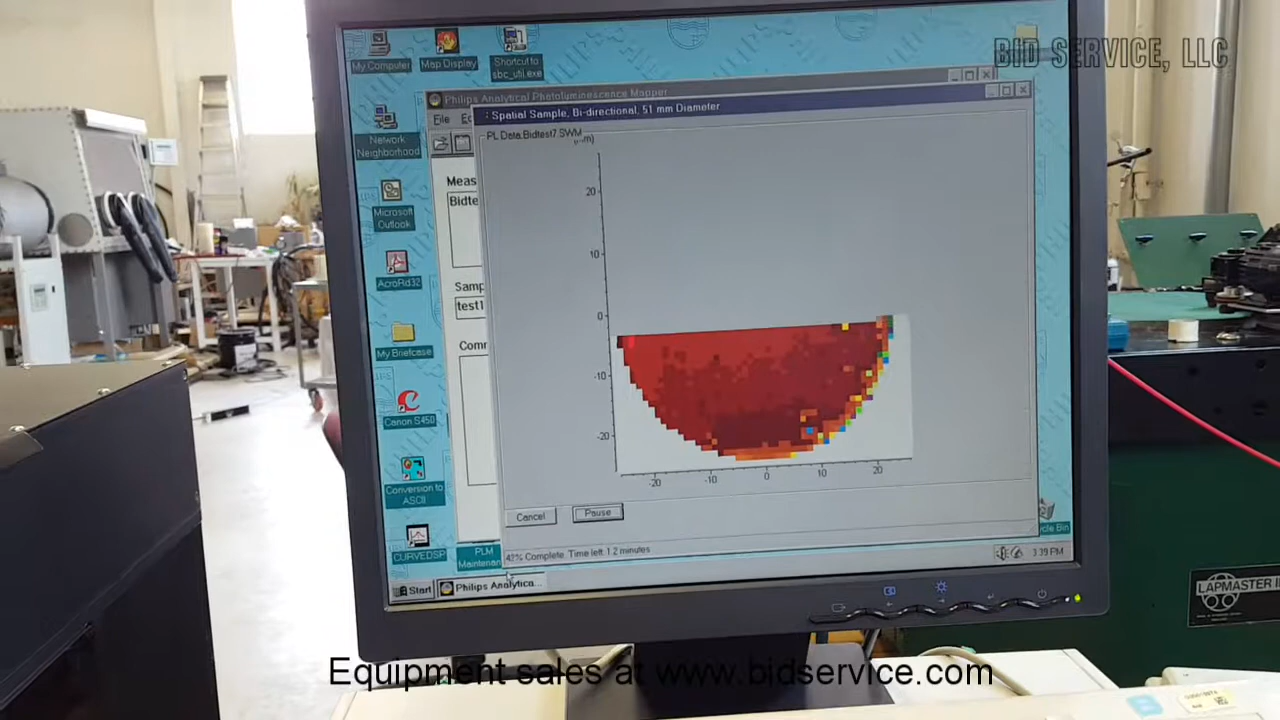 BID SERVICE, LLC
My Computer
Map Display
Shortcut to
sbc_util.exe
Network
Neighborhood
Microsoft
Outlook
AcroRd32
My Briefcase
Canon S450
Conversion to
ASCII
CURVEDSP
PLM
Maintenan
Philips Analytical Photoluminescence Mapper
File
: Spatial Sample, Bi-directional, 51 mm Diameter
PL Data.Bidtest7.SWM
Meas
Bidte
Samp
test1
Comm
20
10
0
-10
-20
-20
-10
0
10
20
Cancel
Pause
42% Complete. Time left 1.2 minutes
cle Bin
Start
Philips Analytica...
3:39 PM
LAPMASTER
Equipment sales at www.bidservice.com